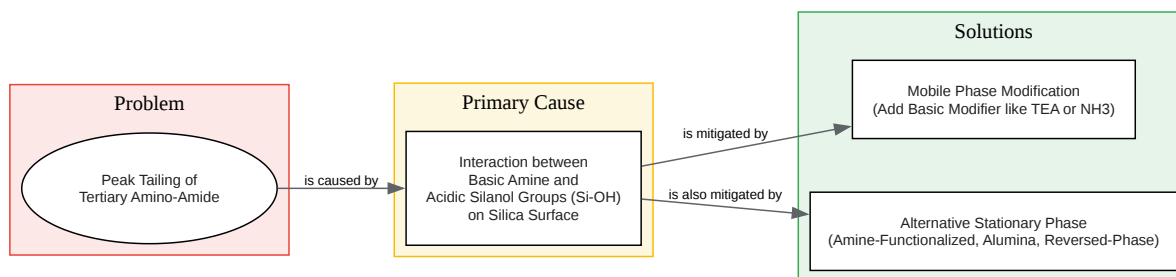 Problem
Peak Tailing of
Tertiary Amino-Amide
is caused by
Primary Cause
Interaction between
Basic Amine and
Acidic Silanol Groups (Si-OH)
on Silica Surface
is mitigated by
is also mitigated by
Solutions
Mobile Phase Modification
(Add Basic Modifier like TEA or NH3)
Alternative Stationary Phase
(Amine-Functionalized, Alumina, Reversed-Phase)